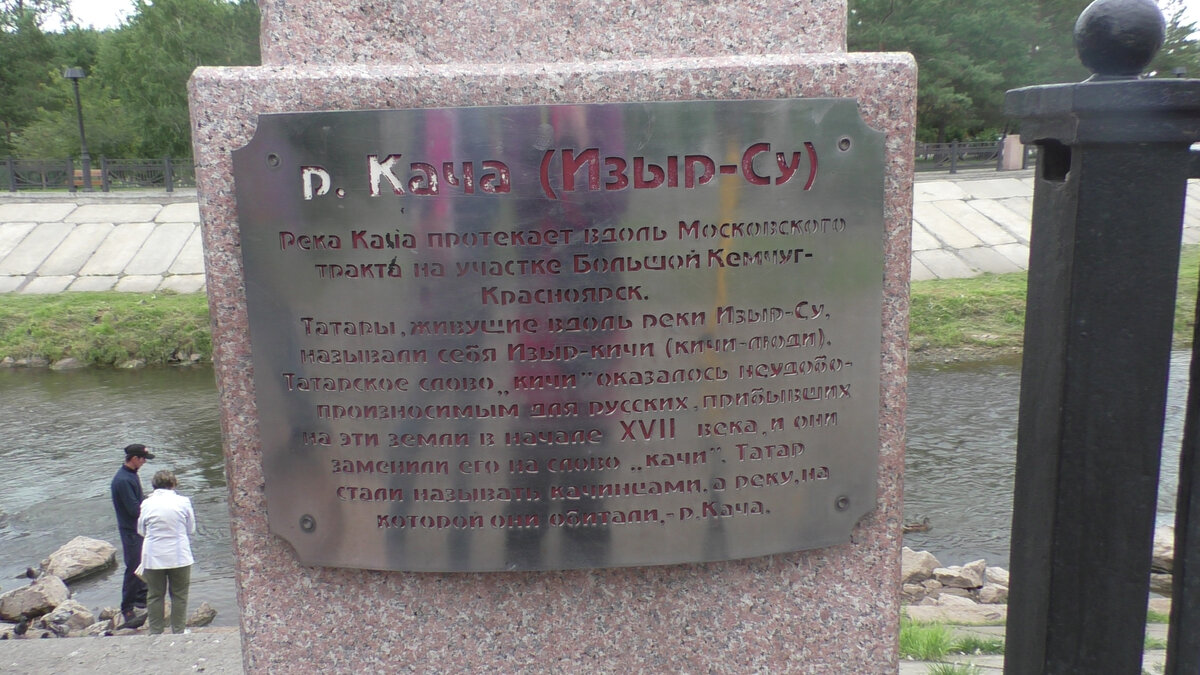 р. Кача (Изыр-Су)
Река Кача протекает вдоль Московского
тракта на участке Большой Кемчуг-
Красноярск.
Татары, живущие вдоль реки Изыр-Су,
называли себя Изыр-кичи (кичи-люди).
Татарское слово „кичи" оказалось неудобо-
произносимым для русских, прибывших
на эти земли в начале XVII века, и они
заменили его на слово „качи". Татар
стали называть качинцами, а реку, на
которой они обитали,-р.Кача.